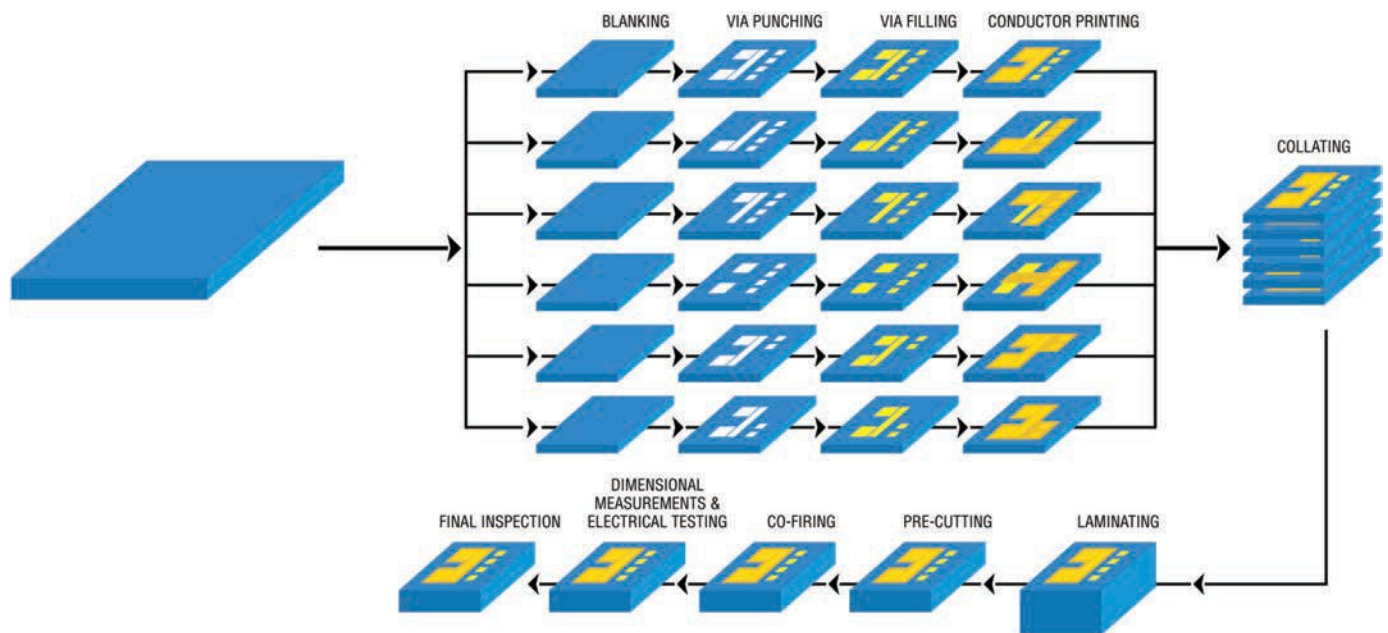 BLANKING
VIA PUNCHING
VIA FILLING
CONDUCTOR PRINTING
COLLATING
DIMENSIONAL
MEASUREMENTS &
ELECTRICAL TESTING
FINAL INSPECTION
CO-FIRING
PRE-CUTTING
LAMINATING